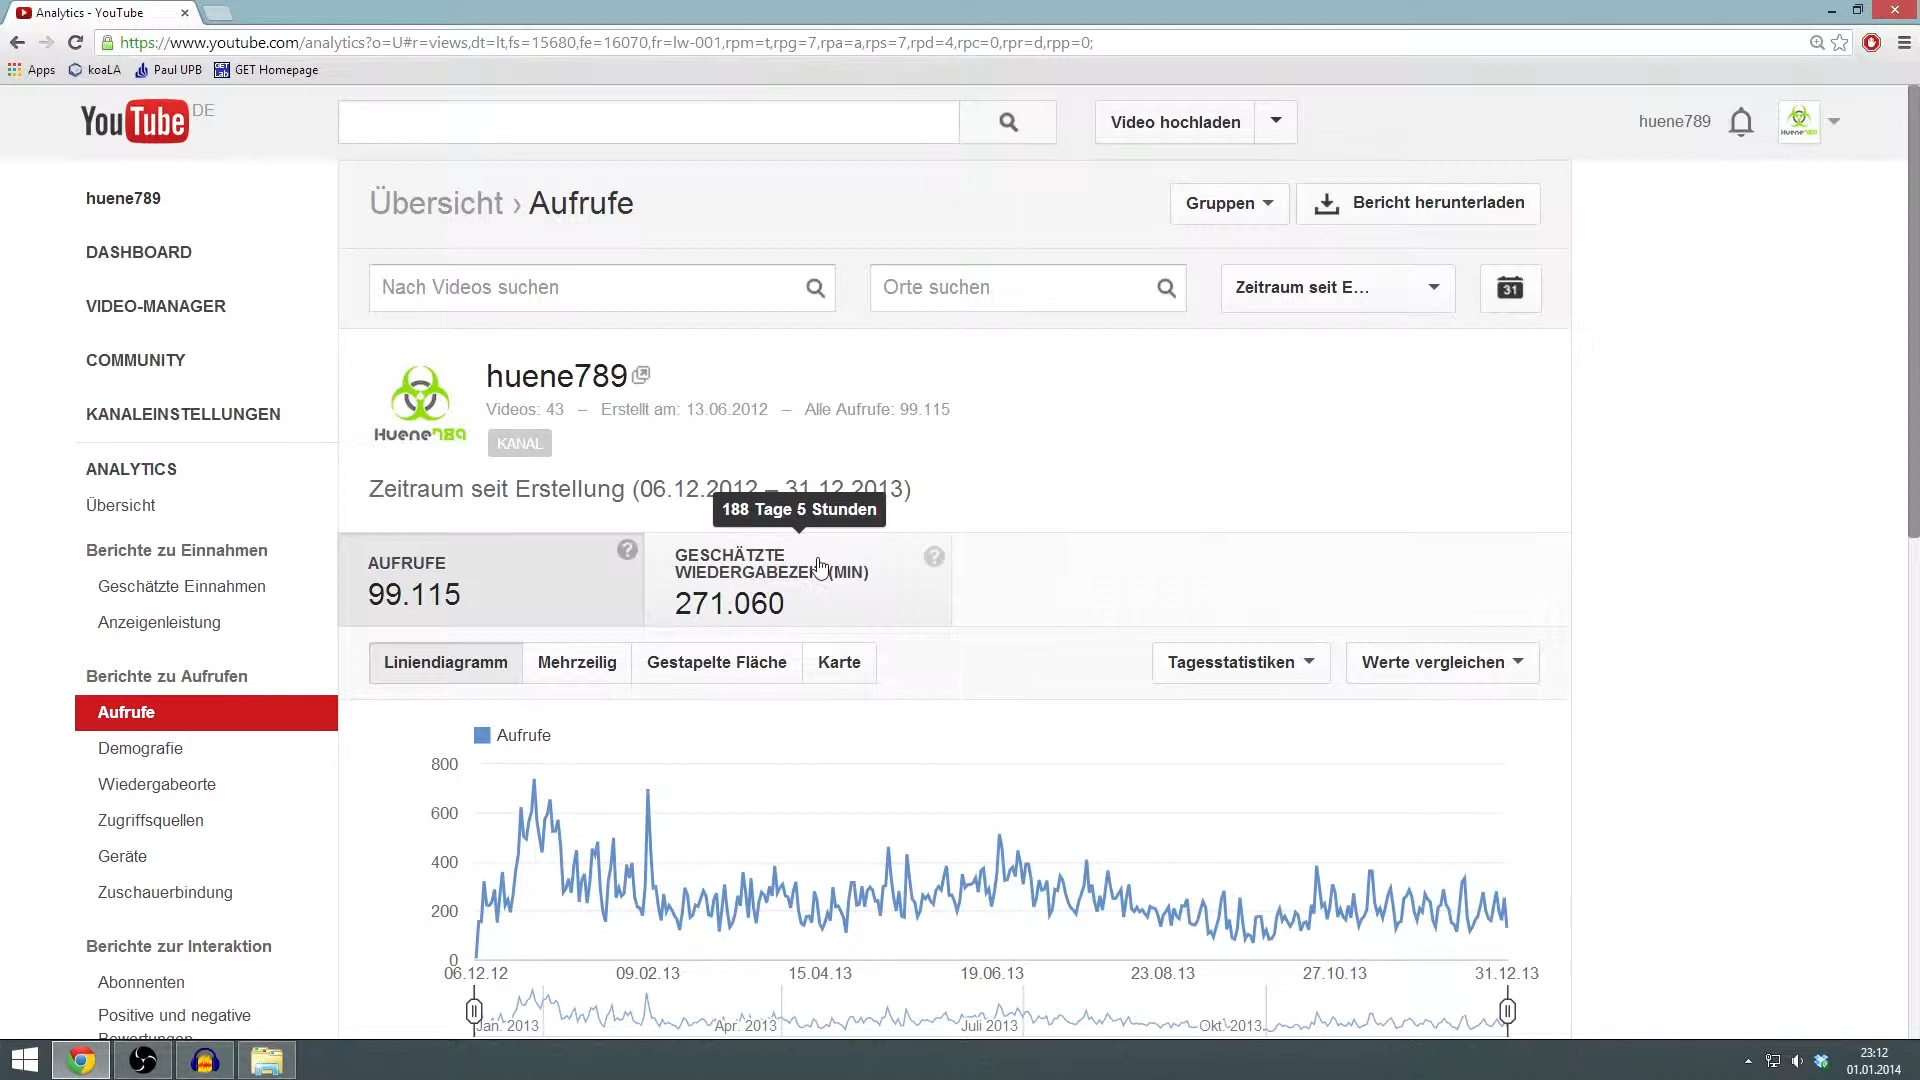 Analytics - YouTube
https://www.youtube.com/analytics?o=U#r=views,dt=lt,fs=15680,fe=16070,fr=lw-001,rpm=t,rpg=7,rpa=a,rps=7,rpd=4,rpc=0,rpr=d,rpp=0;
Apps koaLA Paul UPB GET Homepage
YouTube DE
Video hochladen
huene789
huene789
DASHBOARD
VIDEO-MANAGER
COMMUNITY
KANALEINSTELLUNGEN
ANALYTICS
Übersicht
Berichte zu Einnahmen
Geschätzte Einnahmen
Anzeigenleistung
Berichte zu Aufrufen
Aufrufe
Demografie
Wiedergabeorte
Zugriffsquellen
Geräte
Zuschauerbindung
Berichte zur Interaktion
Abonnenten
Positive und negative
Bewertungen
Übersicht › Aufrufe
Gruppen
Bericht herunterladen
Nach Videos suchen
Orte suchen
Zeitraum seit E...
31
Huene789
huene789
Videos: 43 – Erstellt am: 13.06.2012 – Alle Aufrufe: 99.115
KANAL
Zeitraum seit Erstellung (06.12.2012 – 31.12.2013)
188 Tage 5 Stunden
AUFRUFE
99.115
GESCHÄTZTE
WIEDERGABEZEIT (MIN)
271.060
Liniendiagramm Mehrzeilig Gestapelte Fläche Karte
Tagesstatistiken
Werte vergleichen
Aufrufe
800
600
400
200
0
06.12.12 09.02.13 15.04.13 19.06.13 23.08.13 27.10.13 31.12.13
Jan. 2013 Apr. 2013 Juli 2013 Okt. 2013
23:12
01.01.2014